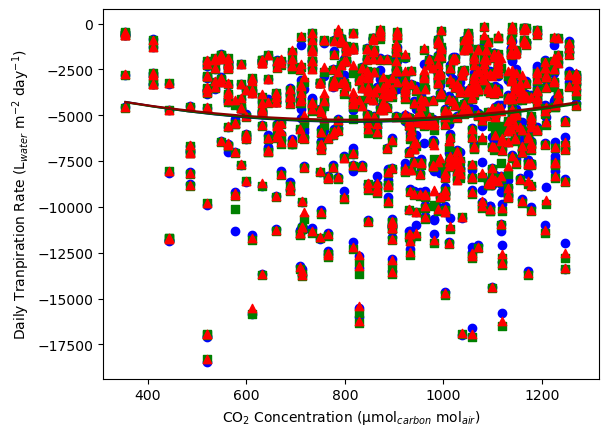 0
−2500
−5000
−7500
−10000
−12500
−15000
−17500
Daily Tranpiration Rate (L_water m⁻² day⁻¹)
400 600 800 1000 1200
CO₂ Concentration (μmol_carbon mol_air)